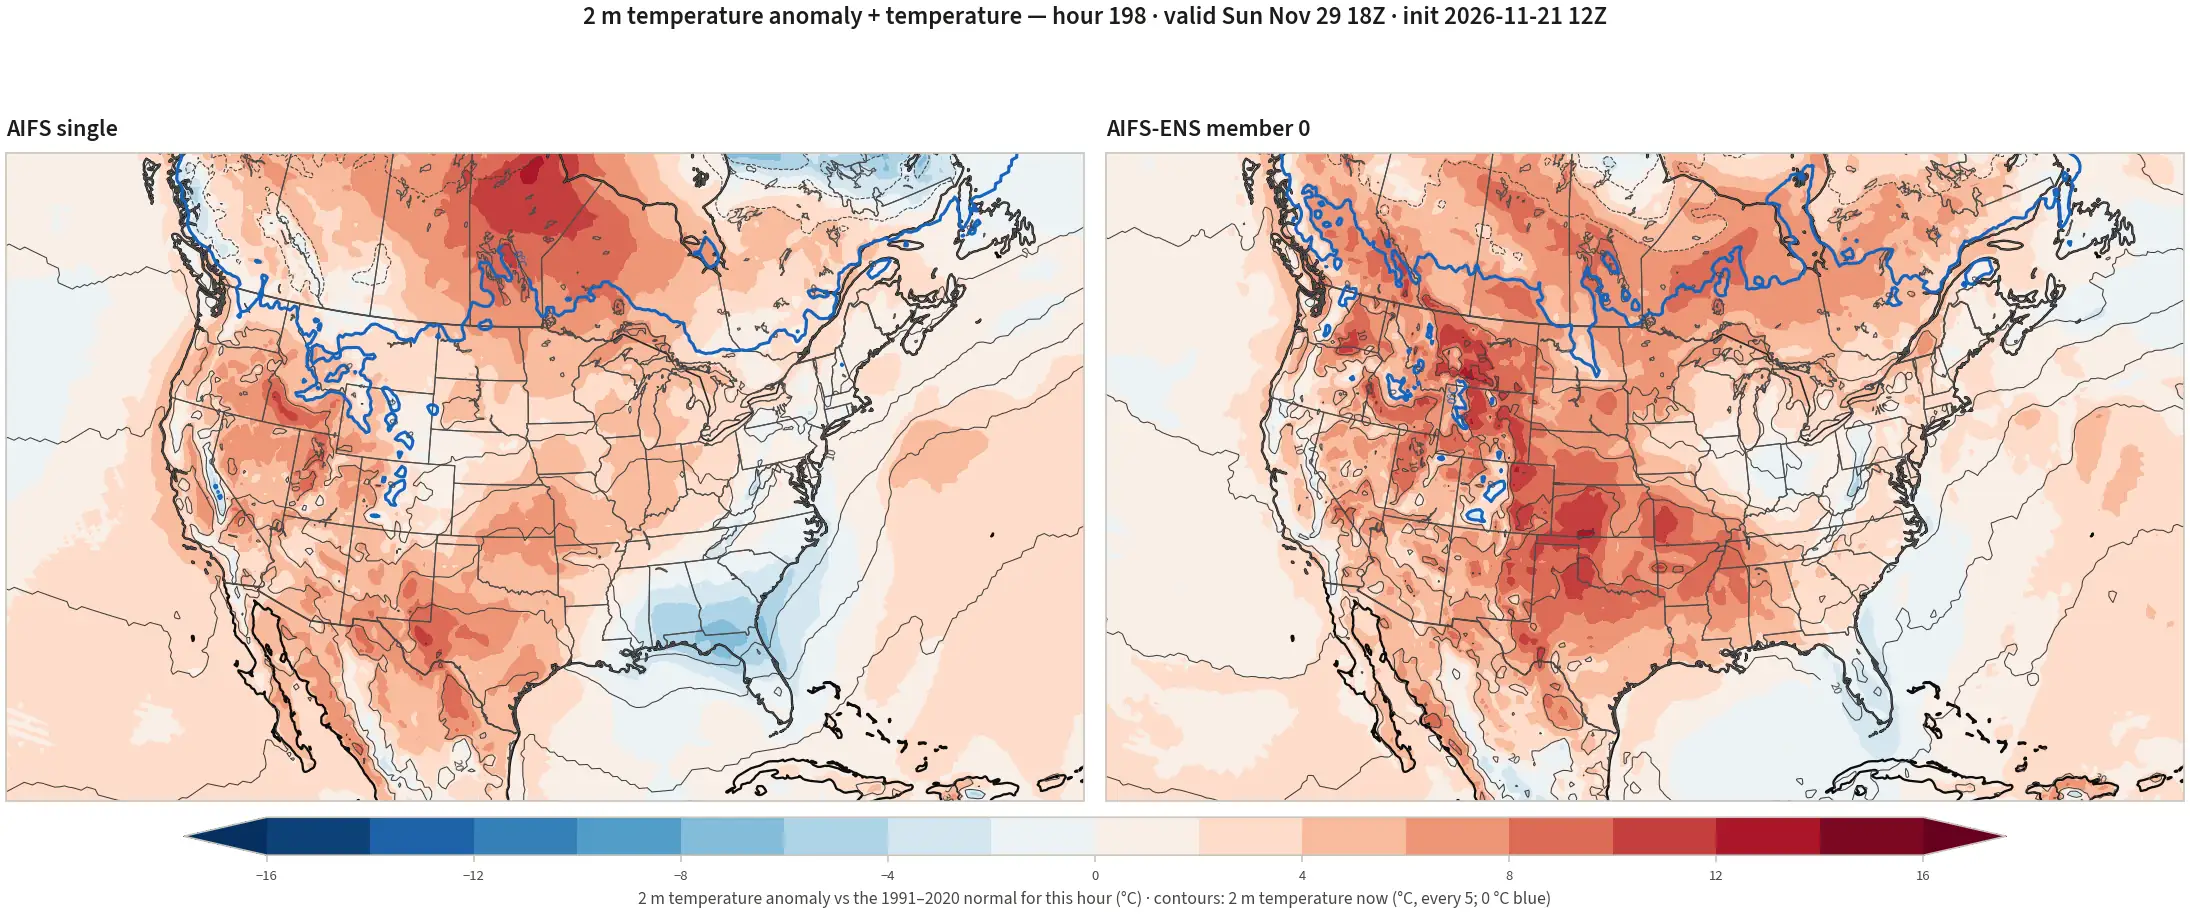 2 m temperature anomaly + temperature — hour 198 · valid Sun Nov 29 18Z · init 2026-11-21 12Z
AIFS single
AIFS-ENS member 0
−16 −12 −8 −4 0 4 8 12 16
2 m temperature anomaly vs the 1991–2020 normal for this hour (°C) · contours: 2 m temperature now (°C, every 5; 0 °C blue)